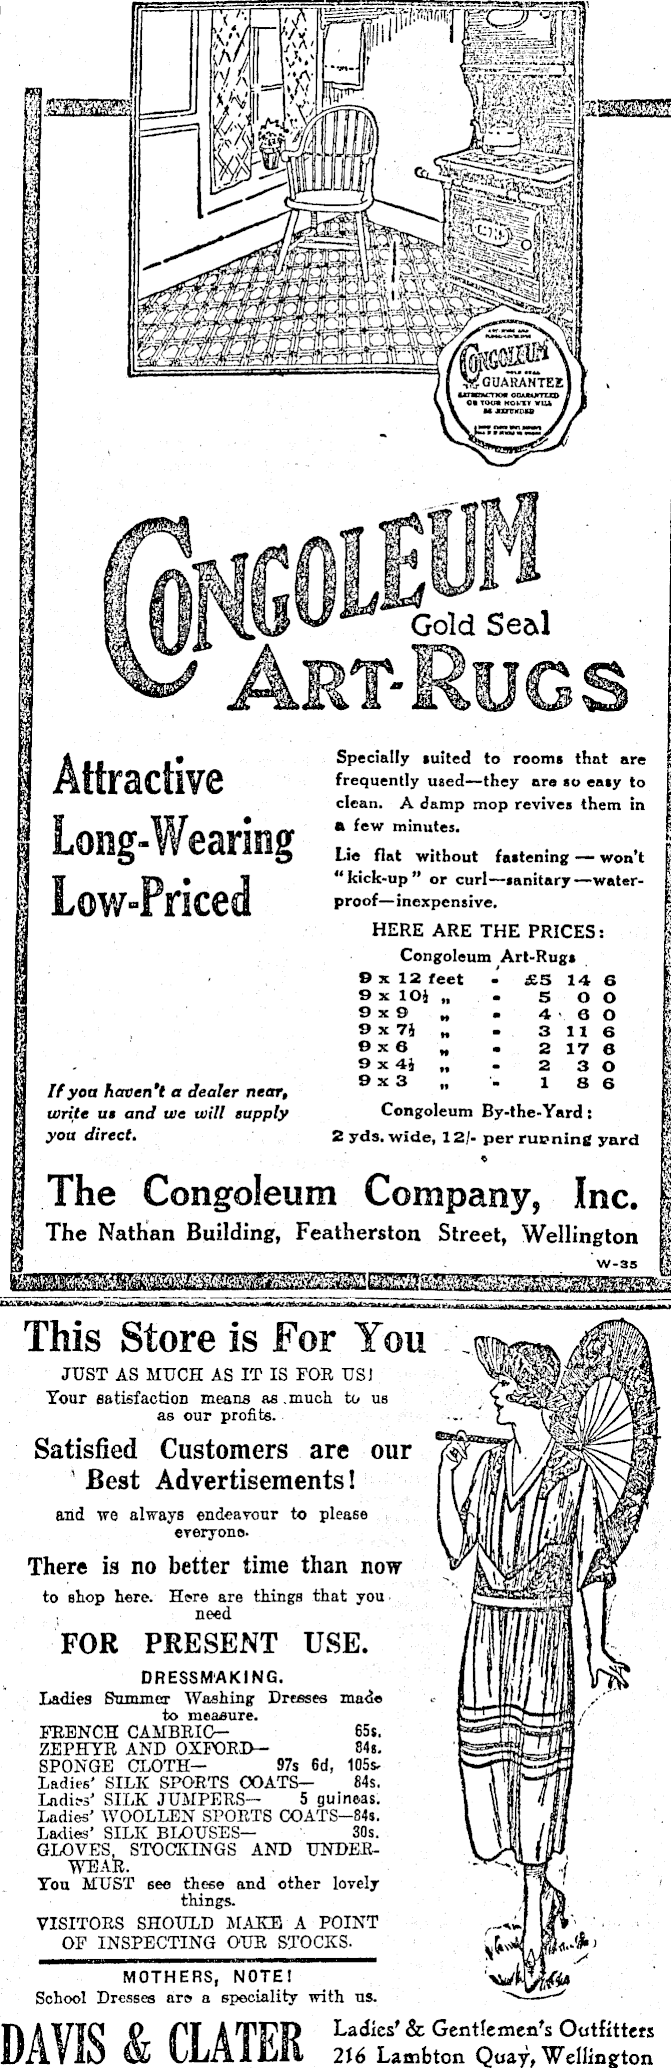 CONGOLEUM
GOLD SEAL
GUARANTEE
SATISFACTION GUARANTEED
OR YOUR MONEY WILL
BE REFUNDED
CONGOLEUM
Gold Seal
ART-RUGS
Attractive
Long-Wearing
Low-Priced
If you haven't a dealer near,
write us and we will supply
you direct.
Specially suited to rooms that are
frequently used—they are so easy to
clean. A damp mop revives them in
a few minutes.
Lie flat without fastening — won't
"kick-up" or curl—sanitary—water-
proof—inexpensive.
HERE ARE THE PRICES:
Congoleum Art-Rugs
9 x 12 feet - £5 14 6
9 x 10½ „ - 5 0 0
9 x 9 „ - 4 6 0
9 x 7½ „ - 3 11 6
9 x 6 „ - 2 17 6
9 x 4½ „ - 2 3 0
9 x 3 „ - 1 8 6
Congoleum By-the-Yard:
2 yds. wide, 12/- per running yard
The Congoleum Company, Inc.
The Nathan Building, Featherston Street, Wellington
W-35
This Store is For You
JUST AS MUCH AS IT IS FOR US!
Your satisfaction means as much to us
as our profits.
Satisfied Customers are our
Best Advertisements!
and we always endeavour to please
everyone.
There is no better time than now
to shop here. Here are things that you
need
FOR PRESENT USE.
DRESSMAKING.
Ladies Summer Washing Dresses made
to measure.
FRENCH CAMBRIC— 65s.
ZEPHYR AND OXFORD— 84s.
SPONGE CLOTH— 97s 6d, 105s.
Ladies' SILK SPORTS COATS— 84s.
Ladies' SILK JUMPERS— 5 guineas.
Ladies' WOOLLEN SPORTS COATS—84s.
Ladies' SILK BLOUSES— 30s.
GLOVES, STOCKINGS AND UNDER-
WEAR.
You MUST see these and other lovely
things.
VISITORS SHOULD MAKE A POINT
OF INSPECTING OUR STOCKS.
MOTHERS, NOTE!
School Dresses are a speciality with us.
DAVIS & CLATER
Ladies' & Gentlemen's Outfitters
216 Lambton Quay, Wellington